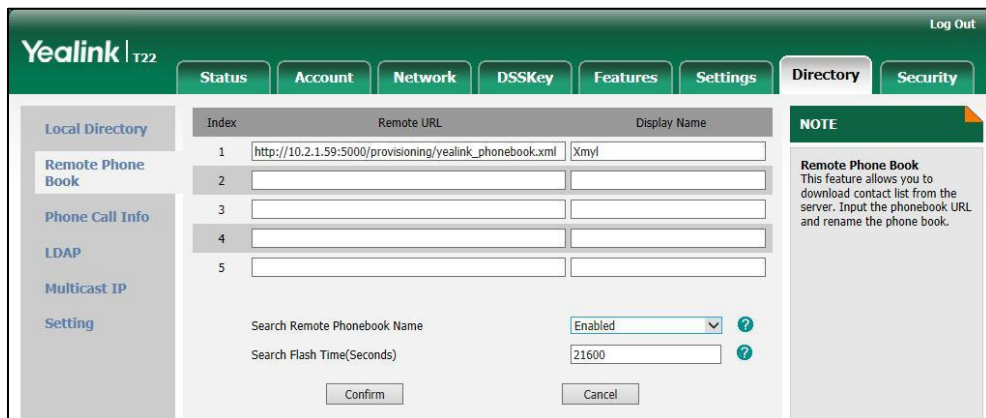 Log Out
Yealink T22
Status Account Network DSSKey Features Settings Directory Security
Local Directory
Remote Phone
Book
Phone Call Info
LDAP
Multicast IP
Setting
Index Remote URL Display Name
1 http://10.2.1.59:5000/provisioning/yealink_phonebook.xml Xmyl
2
3
4
5
Search Remote Phonebook Name Enabled ?
Search Flash Time(Seconds) 21600 ?
Confirm Cancel
NOTE
Remote Phone Book
This feature allows you to
download contact list from the
server. Input the phonebook URL
and rename the phone book.